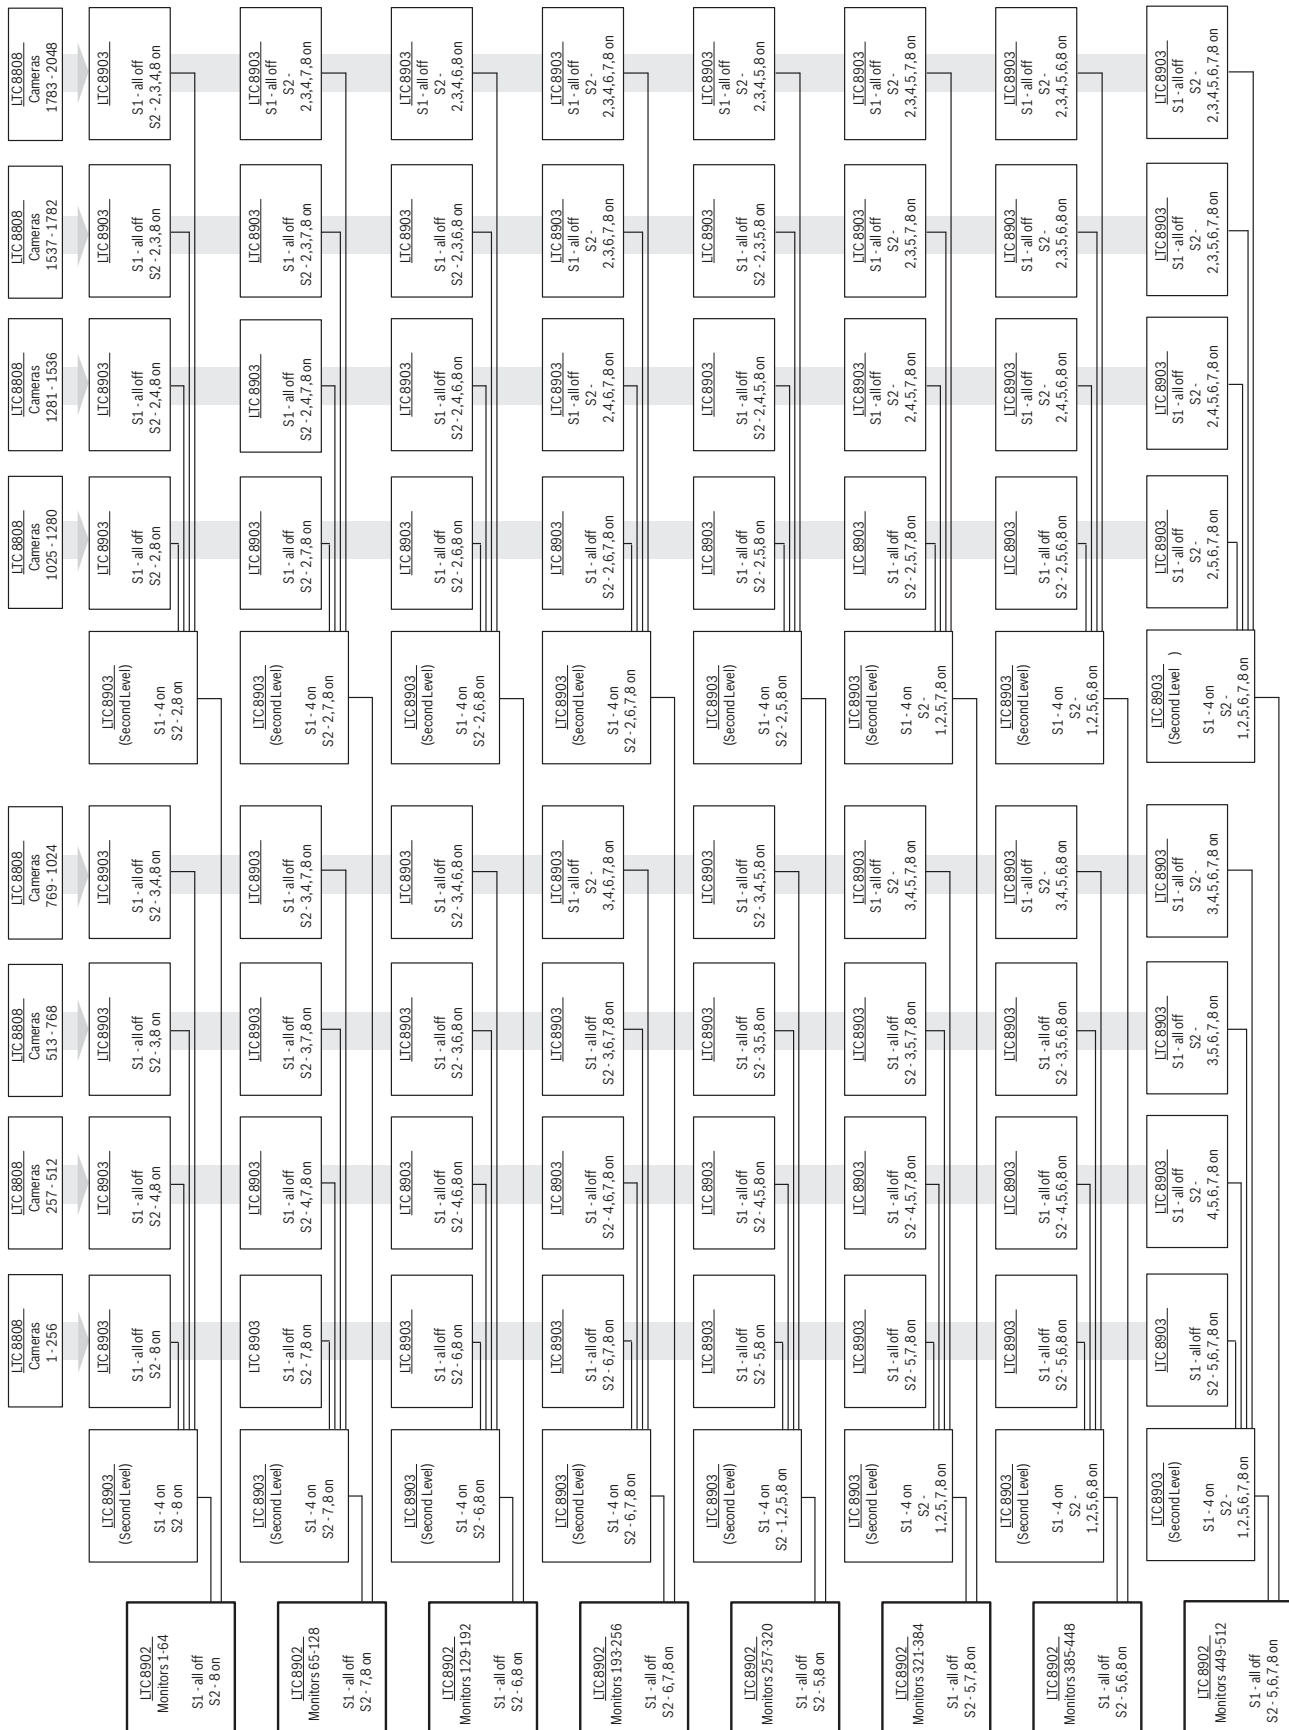 LTC 8808
Cameras
1 - 256
LTC 8808
Cameras
257 - 512
LTC 8808
Cameras
513 - 768
LTC 8808
Cameras
769 - 1024
LTC 8808
Cameras
1025 - 1280
LTC 8808
Cameras
1281 - 1536
LTC 8808
Cameras
1537 - 1782
LTC 8808
Cameras
1783 - 2048
LTC 8902
Monitors 1-64
S1 - all off
S2 - 8 on
LTC 8903
(Second Level)
S1 - 4 on
S2 - 8 on
LTC 8903
S1 - all off
S2 - 8 on
LTC 8903
S1 - all off
S2 - 4,8 on
LTC 8903
S1 - all off
S2 - 3,8 on
LTC 8903
S1 - all off
S2 - 3,4,8 on
LTC 8903
(Second Level)
S1 - 4 on
S2 - 2,8 on
LTC 8903
S1 - all off
S2 - 2,8 on
LTC 8903
S1 - all off
S2 - 2,4,8 on
LTC 8903
S1 - all off
S2 - 2,3,8 on
LTC 8903
S1 - all off
S2 - 2,3,4,8 on
LTC 8902
Monitors 65-128
S1 - all off
S2 - 7,8 on
LTC 8903
(Second Level)
S1 - 4 on
S2 - 7,8 on
LTC 8903
S1 - all off
S2 - 7,8 on
LTC 8903
S1 - all off
S2 - 4,7,8 on
LTC 8903
S1 - all off
S2 - 3,7,8 on
LTC 8903
S1 - all off
S2 - 3,4,7,8 on
LTC 8903
(Second Level)
S1 - 4 on
S2 - 2,7,8 on
LTC 8903
S1 - all off
S2 - 2,7,8 on
LTC 8903
S1 - all off
S2 - 2,4,7,8 on
LTC 8903
S1 - all off
S2 - 2,3,7,8 on
LTC 8903
S1 - all off
S2 -
2,3,4,7,8 on
LTC 8902
Monitors 129-192
S1 - all off
S2 - 6,8 on
LTC 8903
(Second Level)
S1 - 4 on
S2 - 6,8 on
LTC 8903
S1 - all off
S2 - 6,8 on
LTC 8903
S1 - all off
S2 - 4,6,8 on
LTC 8903
S1 - all off
S2 - 3,6,8 on
LTC 8903
S1 - all off
S2 - 3,4,6,8 on
LTC 8903
(Second Level)
S1 - 4 on
S2 - 2,6,8 on
LTC 8903
S1 - all off
S2 - 2,6,8 on
LTC 8903
S1 - all off
S2 - 2,4,6,8 on
LTC 8903
S1 - all off
S2 - 2,3,6,8 on
LTC 8903
S1 - all off
S2 -
2,3,4,6,8 on
LTC 8902
Monitors 193-256
S1 - all off
S2 - 6,7,8 on
LTC 8903
(Second Level)
S1 - 4 on
S2 - 6,7,8 on
LTC 8903
S1 - all off
S2 - 6,7,8 on
LTC 8903
S1 - all off
S2 - 4,6,7,8 on
LTC 8903
S1 - all off
S2 - 3,6,7,8 on
LTC 8903
S1 - all off
S2 -
3,4,6,7,8 on
LTC 8903
(Second Level)
S1 - 4 on
S2 - 2,6,7,8 on
LTC 8903
S1 - all off
S2 - 2,6,7,8 on
LTC 8903
S1 - all off
S2 -
2,4,6,7,8 on
LTC 8903
S1 - all off
S2 -
2,3,6,7,8 on
LTC 8903
S1 - all off
S2 -
2,3,4,6,7,8 on
LTC 8902
Monitors 257-320
S1 - all off
S2 - 5,8 on
LTC 8903
(Second Level)
S1 - 4 on
S2 - 1,2,5,8 on
LTC 8903
S1 - all off
S2 - 5,8 on
LTC 8903
S1 - all off
S2 - 4,5,8 on
LTC 8903
S1 - all off
S2 - 3,5,8 on
LTC 8903
S1 - all off
S2 - 3,4,5,8 on
LTC 8903
(Second Level)
S1 - 4 on
S2 - 2,5,8 on
LTC 8903
S1 - all off
S2 - 2,5,8 on
LTC 8903
S1 - all off
S2 - 2,4,5,8 on
LTC 8903
S1 - all off
S2 - 2,3,5,8 on
LTC 8903
S1 - all off
S2 -
2,3,4,5,8 on
LTC 8902
Monitors 321-384
S1 - all off
S2 - 5,7,8 on
LTC 8903
(Second Level)
S1 - 4 on
S2 -
1,2,5,7,8 on
LTC 8903
S1 - all off
S2 - 5,7,8 on
LTC 8903
S1 - all off
S2 - 4,5,7,8 on
LTC 8903
S1 - all off
S2 - 3,5,7,8 on
LTC 8903
S1 - all off
S2 -
3,4,5,7,8 on
LTC 8903
(Second Level)
S1 - 4 on
S2 -
1,2,5,7,8 on
LTC 8903
S1 - all off
S2 - 2,5,7,8 on
LTC 8903
S1 - all off
S2 -
2,4,5,7,8 on
LTC 8903
S1 - all off
S2 -
2,3,5,7,8 on
LTC 8903
S1 - all off
S2 -
2,3,4,5,7,8 on
LTC 8902
Monitors 385-448
S1 - all off
S2 - 5,6,8 on
LTC 8903
(Second Level)
S1 - 4 on
S2 -
1,2,5,6,8 on
LTC 8903
S1 - all off
S2 - 5,6,8 on
LTC 8903
S1 - all off
S2 - 4,5,6,8 on
LTC 8903
S1 - all off
S2 - 3,5,6,8 on
LTC 8903
S1 - all off
S2 -
3,4,5,6,8 on
LTC 8903
(Second Level)
S1 - 4 on
S2 -
1,2,5,6,8 on
LTC 8903
S1 - all off
S2 - 2,5,6,8 on
LTC 8903
S1 - all off
S2 -
2,4,5,6,8 on
LTC 8903
S1 - all off
S2 -
2,3,5,6,8 on
LTC 8903
S1 - all off
S2 -
2,3,4,5,6,8 on
LTC 8902
Monitors 449-512
S1 - all off
S2 - 5,6,7,8 on
LTC 8903
(Second Level)
S1 - 4 on
S2 -
1,2,5,6,7,8 on
LTC 8903
S1 - all off
S2 - 5,6,7,8 on
LTC 8903
S1 - all off
S2 -
4,5,6,7,8 on
LTC 8903
S1 - all off
S2 -
3,5,6,7,8 on
LTC 8903
S1 - all off
S2 -
3,4,5,6,7,8 on
LTC 8903
(Second Level )
S1 - 4 on
S2 -
1,2,5,6,7,8 on
LTC 8903
S1 - all off
S2 -
2,5,6,7,8 on
LTC 8903
S1 - all off
S2 -
2,4,5,6,7,8 on
LTC 8903
S1 - all off
S2 -
2,3,5,6,7,8 on
LTC 8903
S1 - all off
S2 -
2,3,4,5,6,7,8 on